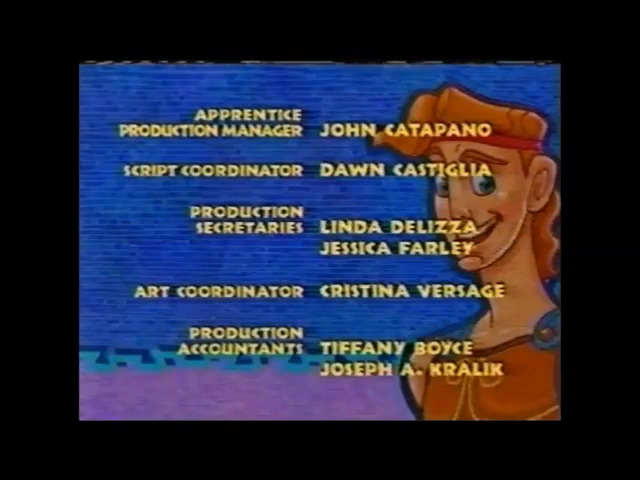 APPRENTICE
PRODUCTION MANAGER JOHN CATAPANO
SCRIPT COORDINATOR DAWN CASTIGLIA
PRODUCTION
SECRETARIES LINDA DELIZZA
JESSICA FARLEY
ART COORDINATOR CRISTINA VERSAGE
PRODUCTION
ACCOUNTANTS TIFFANY BOYCE
JOSEPH A. KRALIK